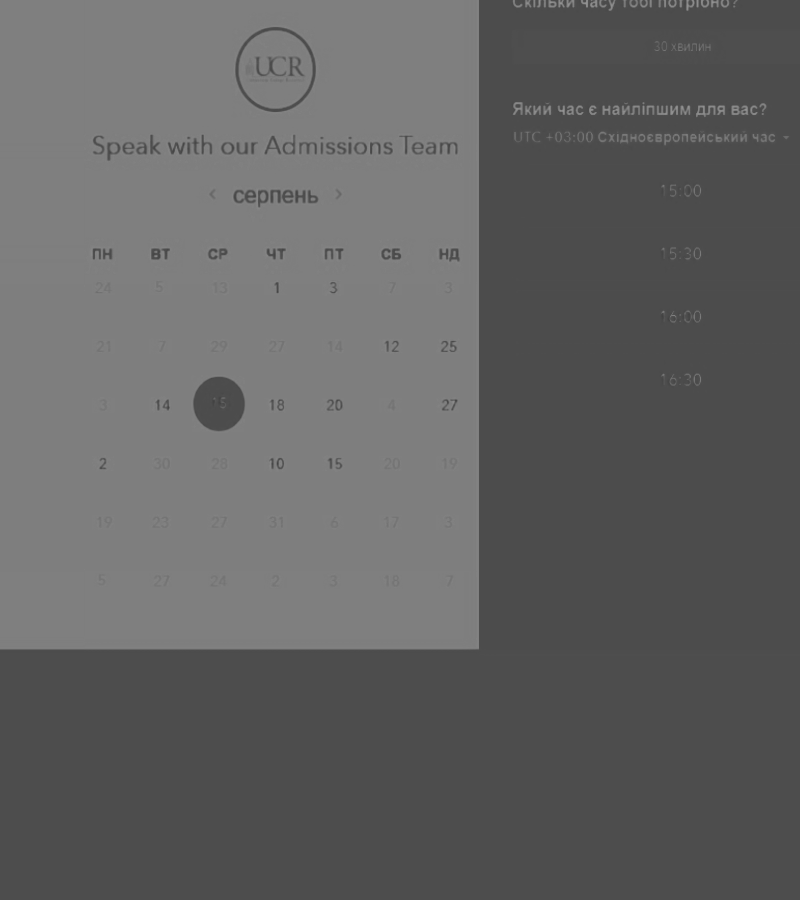 UCR
Speak with our Admissions Team
< серпень >
ПН ВТ СР ЧТ ПТ СБ НД
24 5 13 1 3 7 3
21 7 29 27 14 12 25
3 14 15 18 20 4 27
2 30 28 10 15 20 19
19 23 27 31 6 17 3
5 27 24 2 3 18 7
Скільки часу тобі потрібно?
30 хвилин
Який час є найліпшим для вас?
UTC +03:00 Східноєвропейський час
15:00
15:30
16:00
16:30